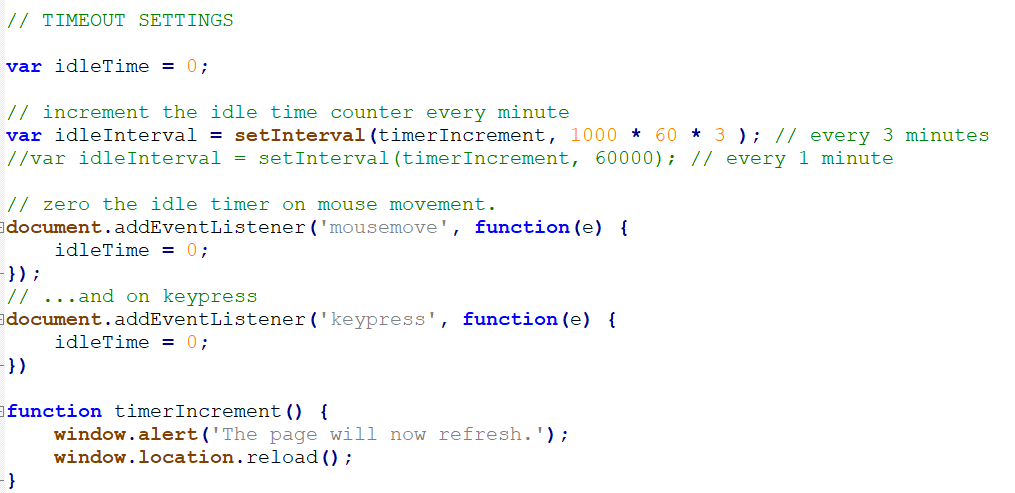 // TIMEOUT SETTINGS
var idleTime = 0;
// increment the idle time counter every minute
var idleInterval = setInterval(timerIncrement, 1000 * 60 * 3 ); // every 3 minutes
//var idleInterval = setInterval(timerIncrement, 60000); // every 1 minute
// zero the idle timer on mouse movement.
document.addEventListener('mousemove', function(e) {
    idleTime = 0;
});
// ...and on keypress
document.addEventListener('keypress', function(e) {
    idleTime = 0;
})
function timerIncrement() {
    window.alert('The page will now refresh.');
    window.location.reload();
}